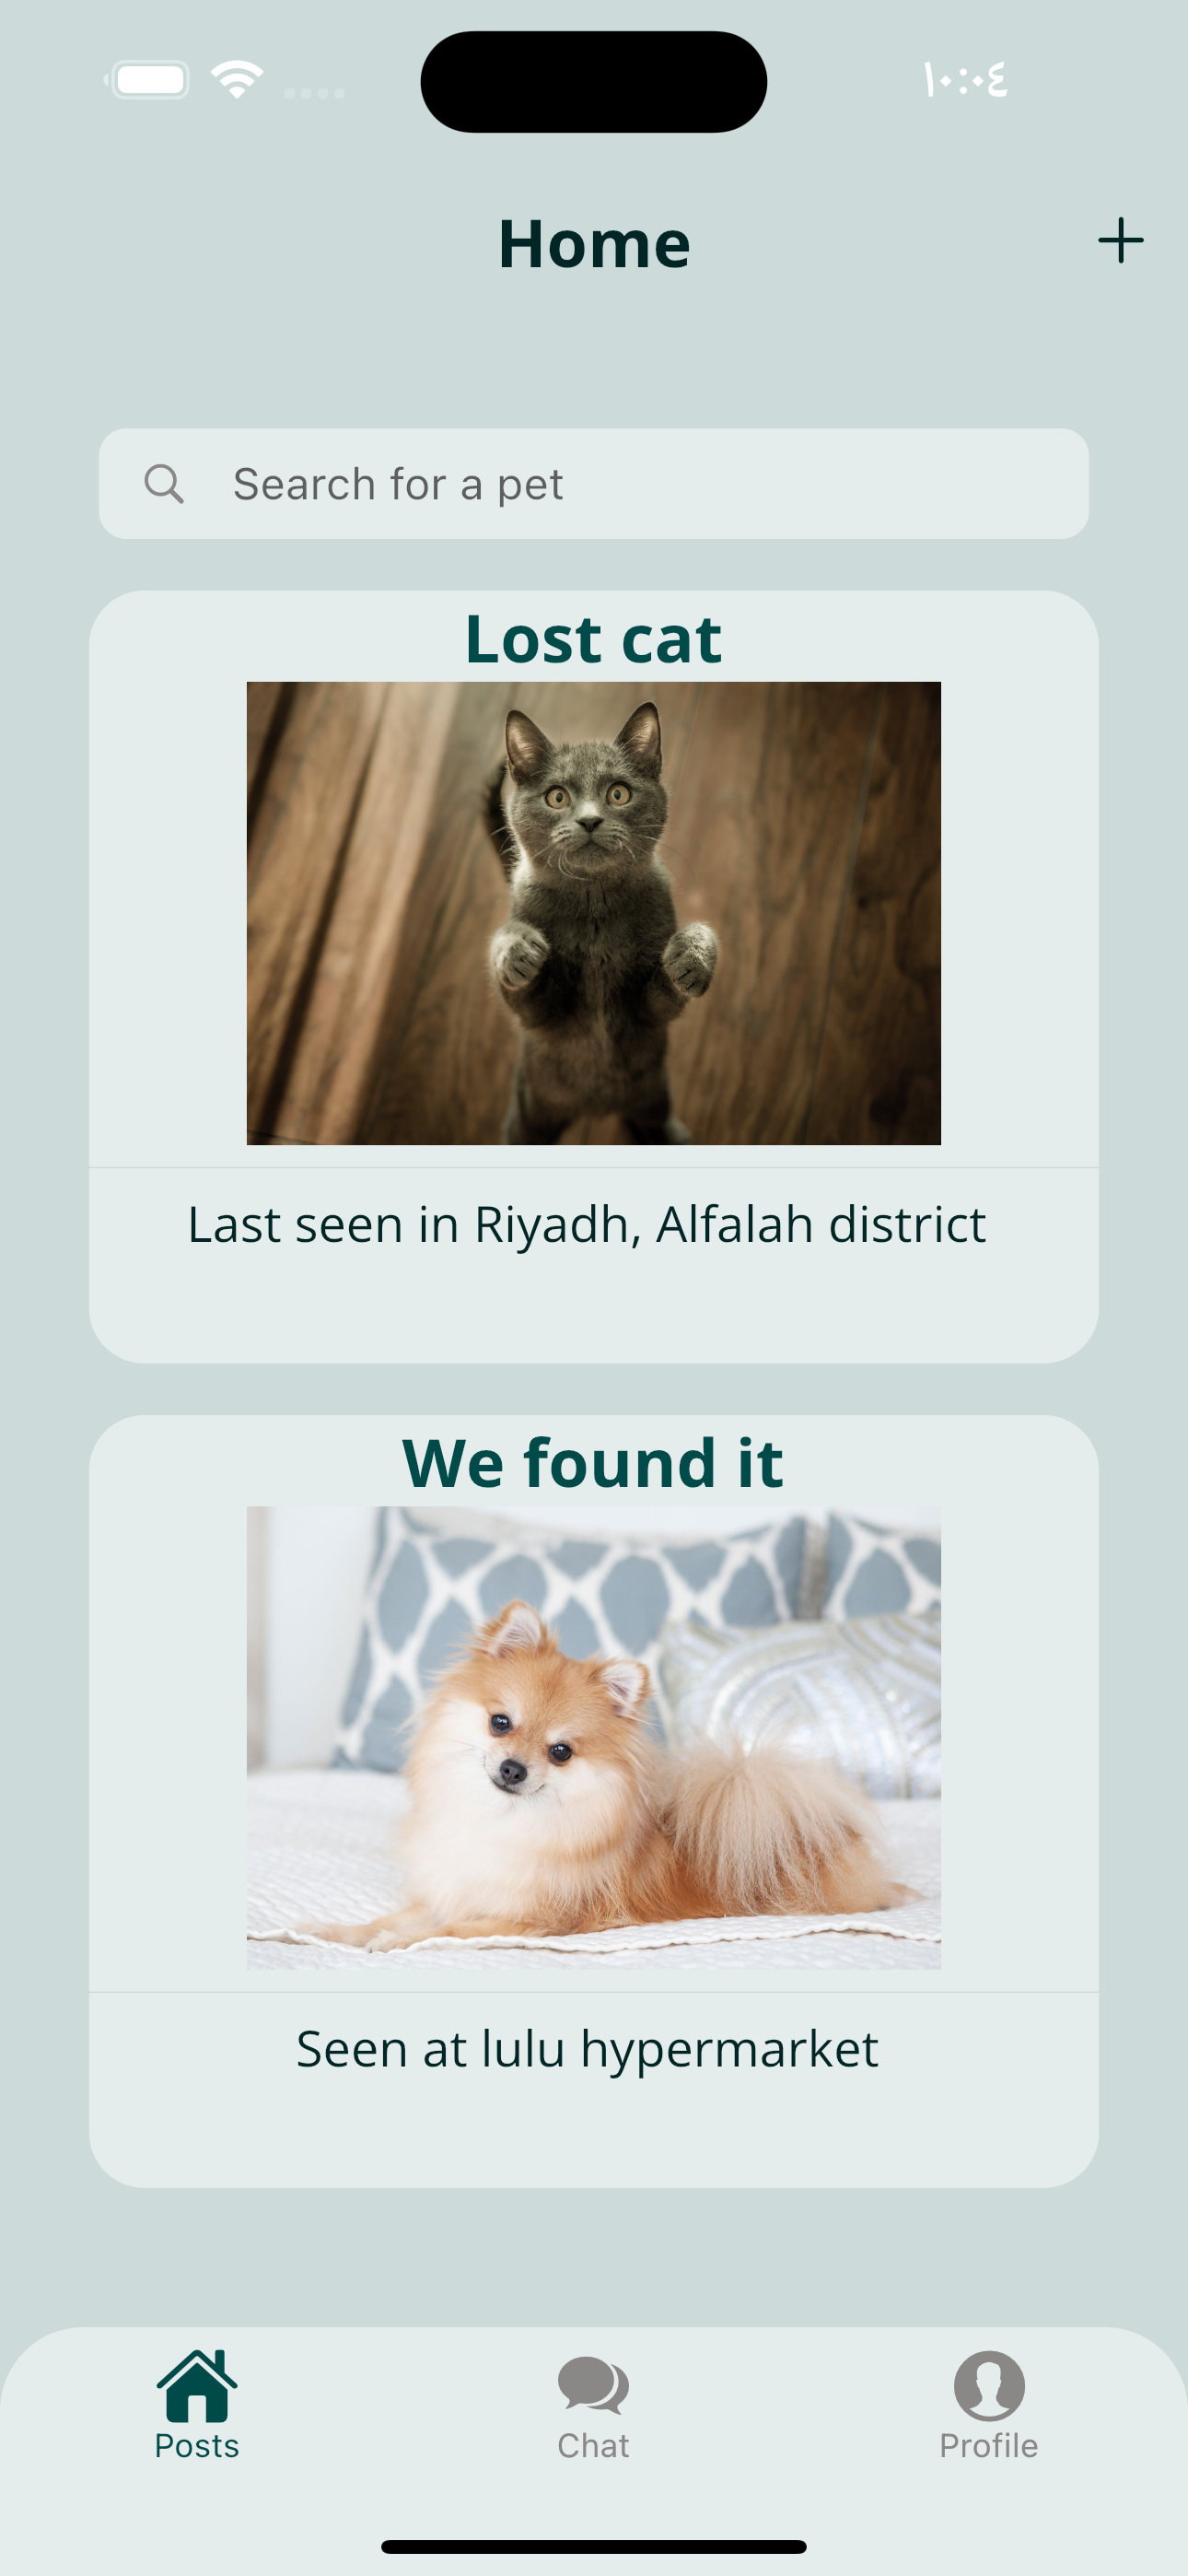 ١٠:٠٤
Home
Search for a pet
Lost cat
Last seen in Riyadh, Alfalah district
We found it
Seen at lulu hypermarket
Posts
Chat
Profile